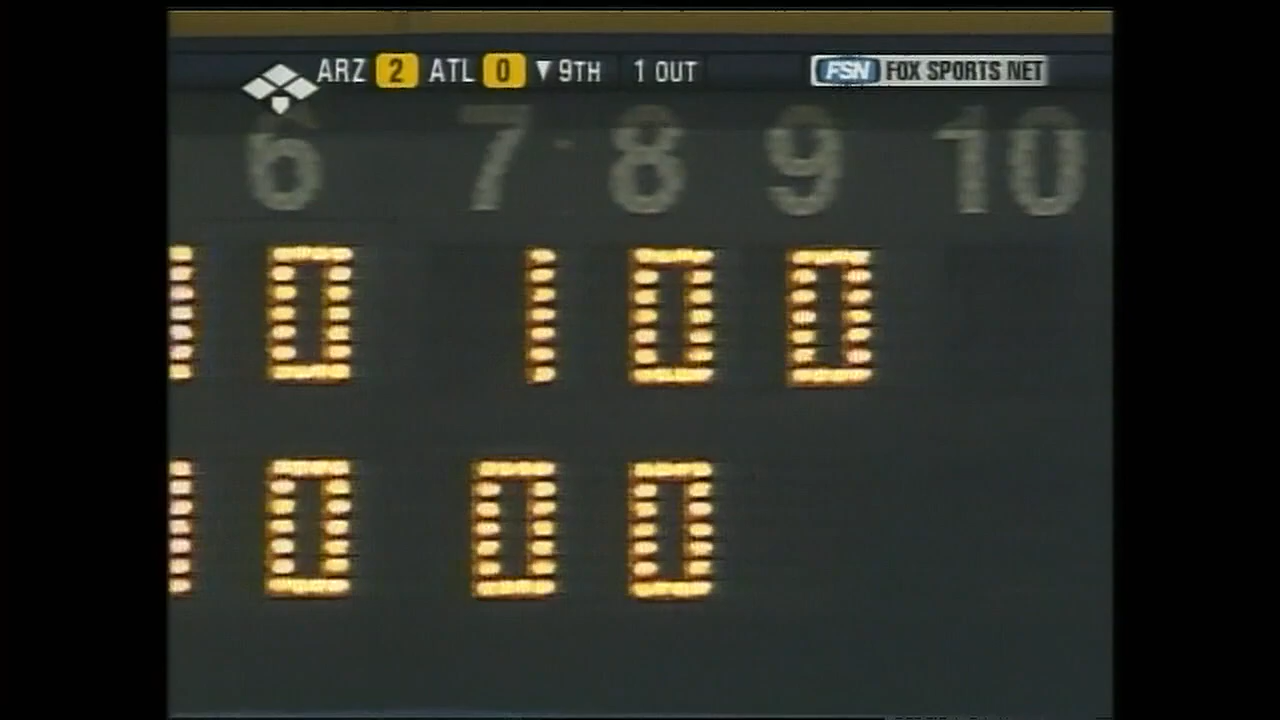 ARZ 2 ATL 0 ▼ 9TH 1 OUT FSN FOX SPORTS NET
6 7 8 9 10
0 1 0 0
0 0 0